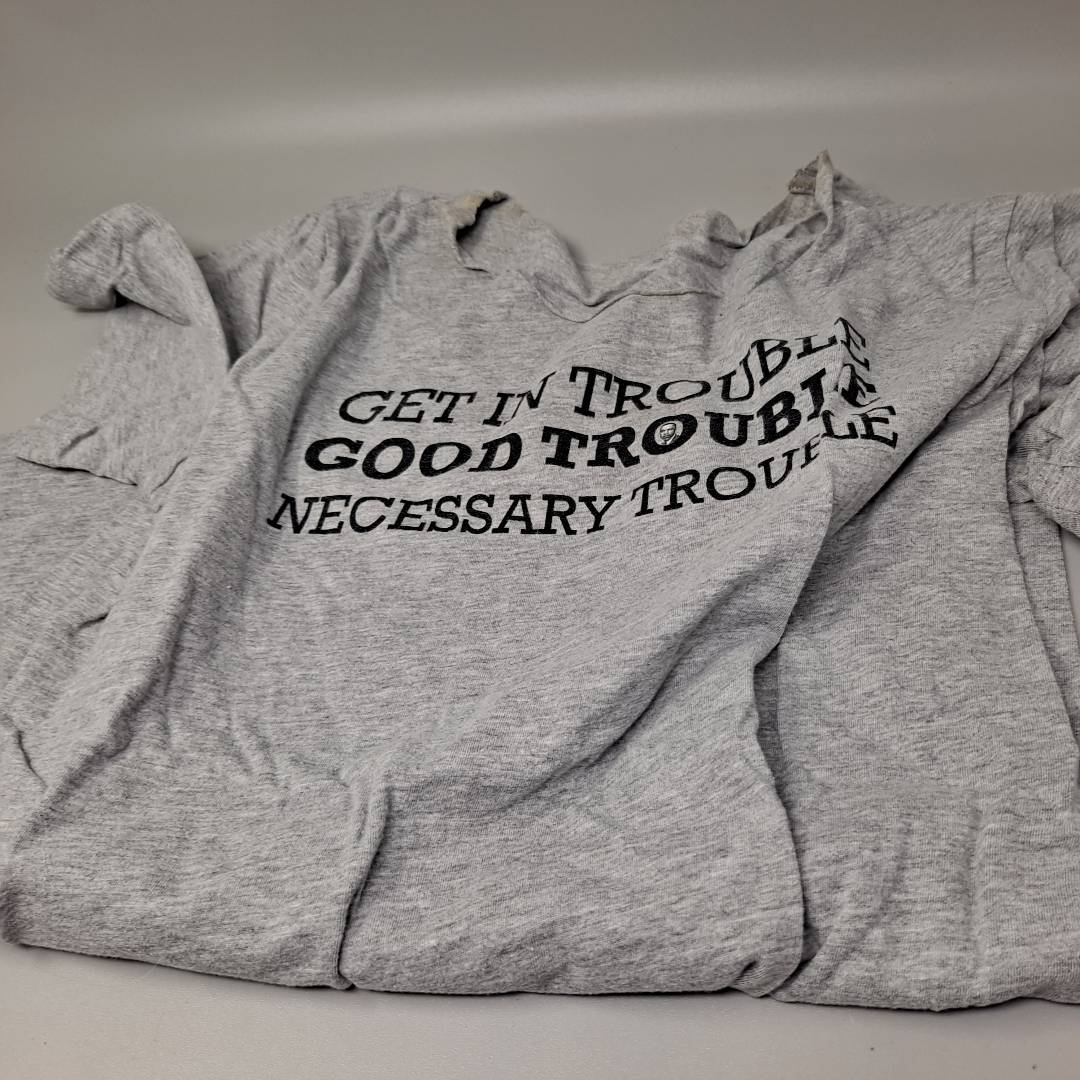 GET IN TROUBLE
GOOD TROUBLE
NECESSARY TROUBLE